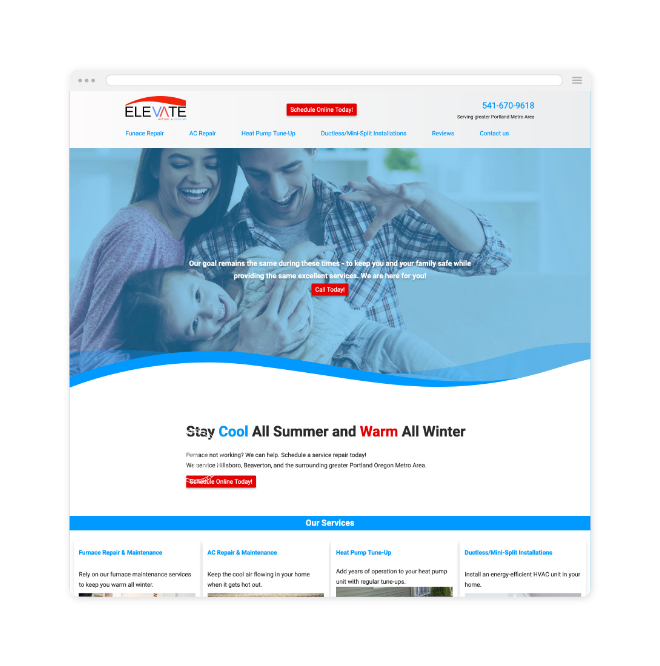 ELEVATE
Schedule Online Today!
541-670-9618
Serving greater Portland Metro Area
Funace Repair AC Repair Heat Pump Tune-Up Ductless/Mini-Split Installations Reviews Contact us
Our goal remains the same during these times - to keep you and your family safe while
providing the same excellent services. We are here for you!
Call Today!
Stay Cool All Summer and Warm All Winter
Furnace not working? We can help. Schedule a service repair today!
We service Hillsboro, Beaverton, and the surrounding greater Portland Oregon Metro Area.
Schedule Online Today!
Our Services
Furnace Repair & Maintenance
Rely on our furnace maintenance services
to keep you warm all winter.
AC Repair & Maintenance
Keep the cool air flowing in your home
when it gets hot out.
Heat Pump Tune-Up
Add years of operation to your heat pump
unit with regular tune-ups.
Ductless/Mini-Split Installations
Install an energy-efficient HVAC unit in your
home.